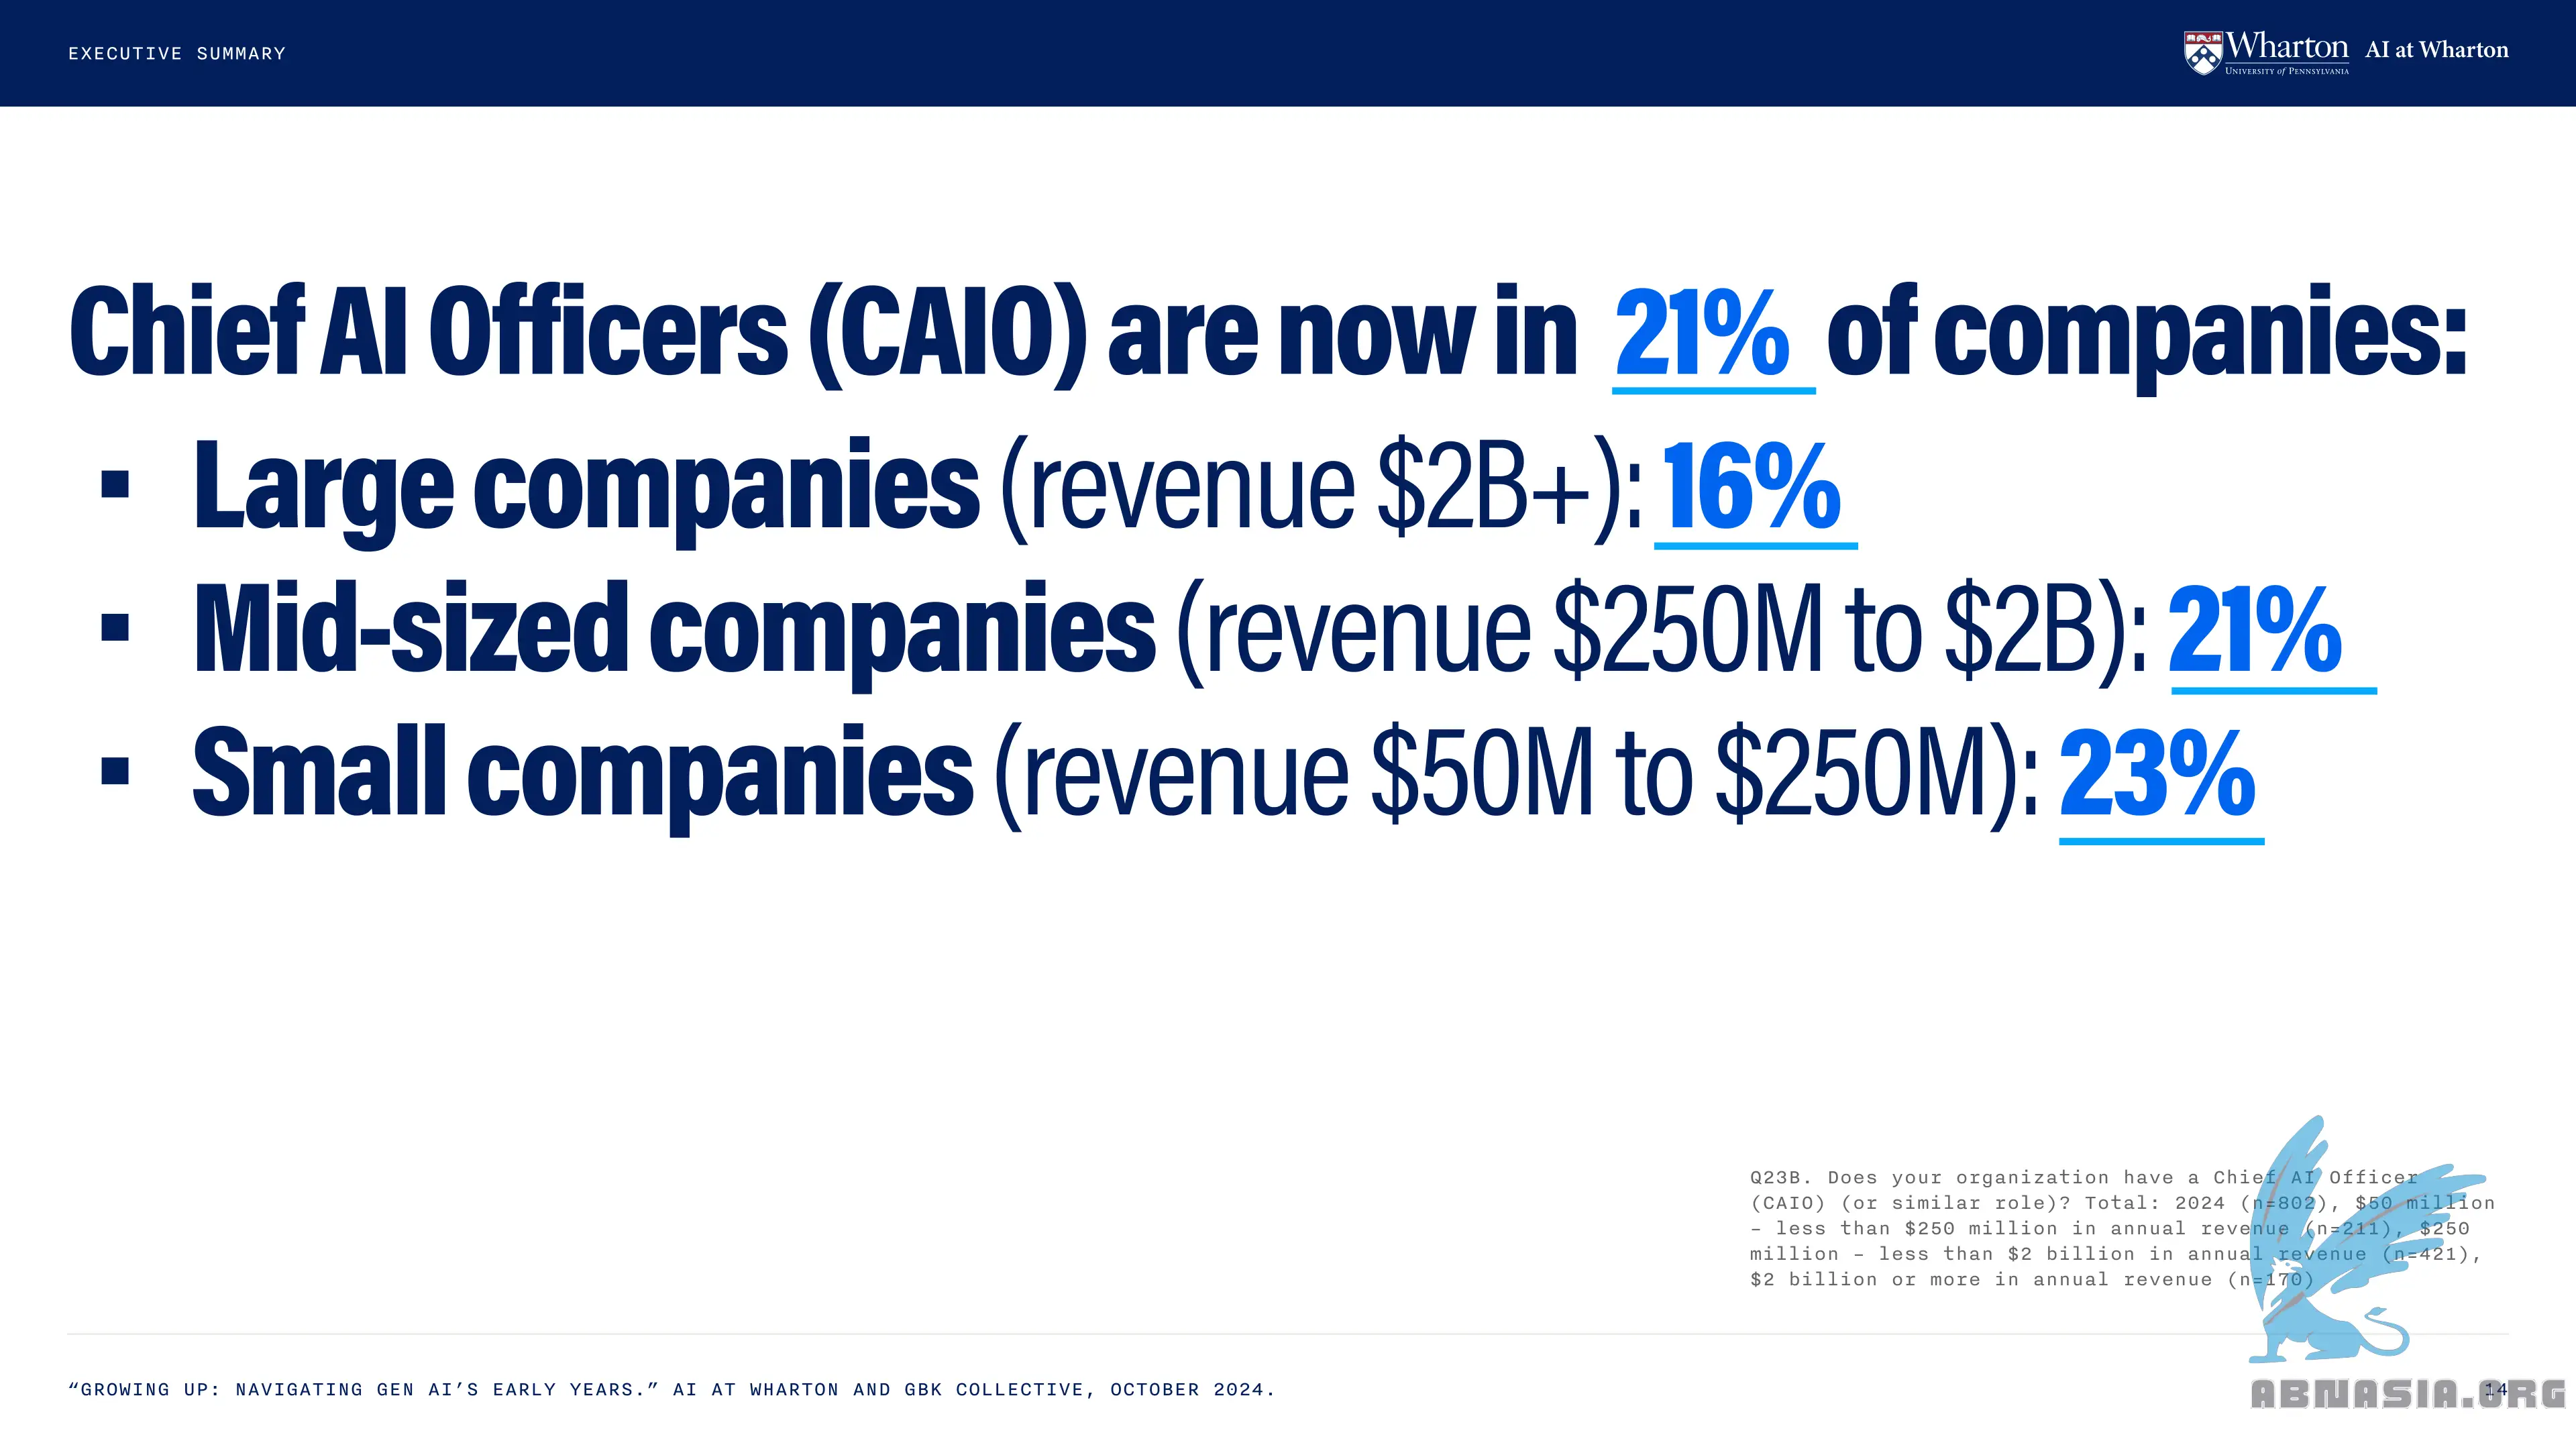 EXECUTIVE SUMMARY
Wharton
UNIVERSITY of PENNSYLVANIA
AI at Wharton
Chief AI Officers (CAIO) are now in 21% of companies:
▪ Large companies (revenue $2B+): 16%
▪ Mid-sized companies (revenue $250M to $2B): 21%
▪ Small companies (revenue $50M to $250M): 23%
Q23B. Does your organization have a Chief AI Officer
(CAIO) (or similar role)? Total: 2024 (n=802), $50 million
– less than $250 million in annual revenue (n=211), $250
million – less than $2 billion in annual revenue (n=421),
$2 billion or more in annual revenue (n=170)
“GROWING UP: NAVIGATING GEN AI’S EARLY YEARS.” AI AT WHARTON AND GBK COLLECTIVE, OCTOBER 2024.
14
ABNASIA.ORG